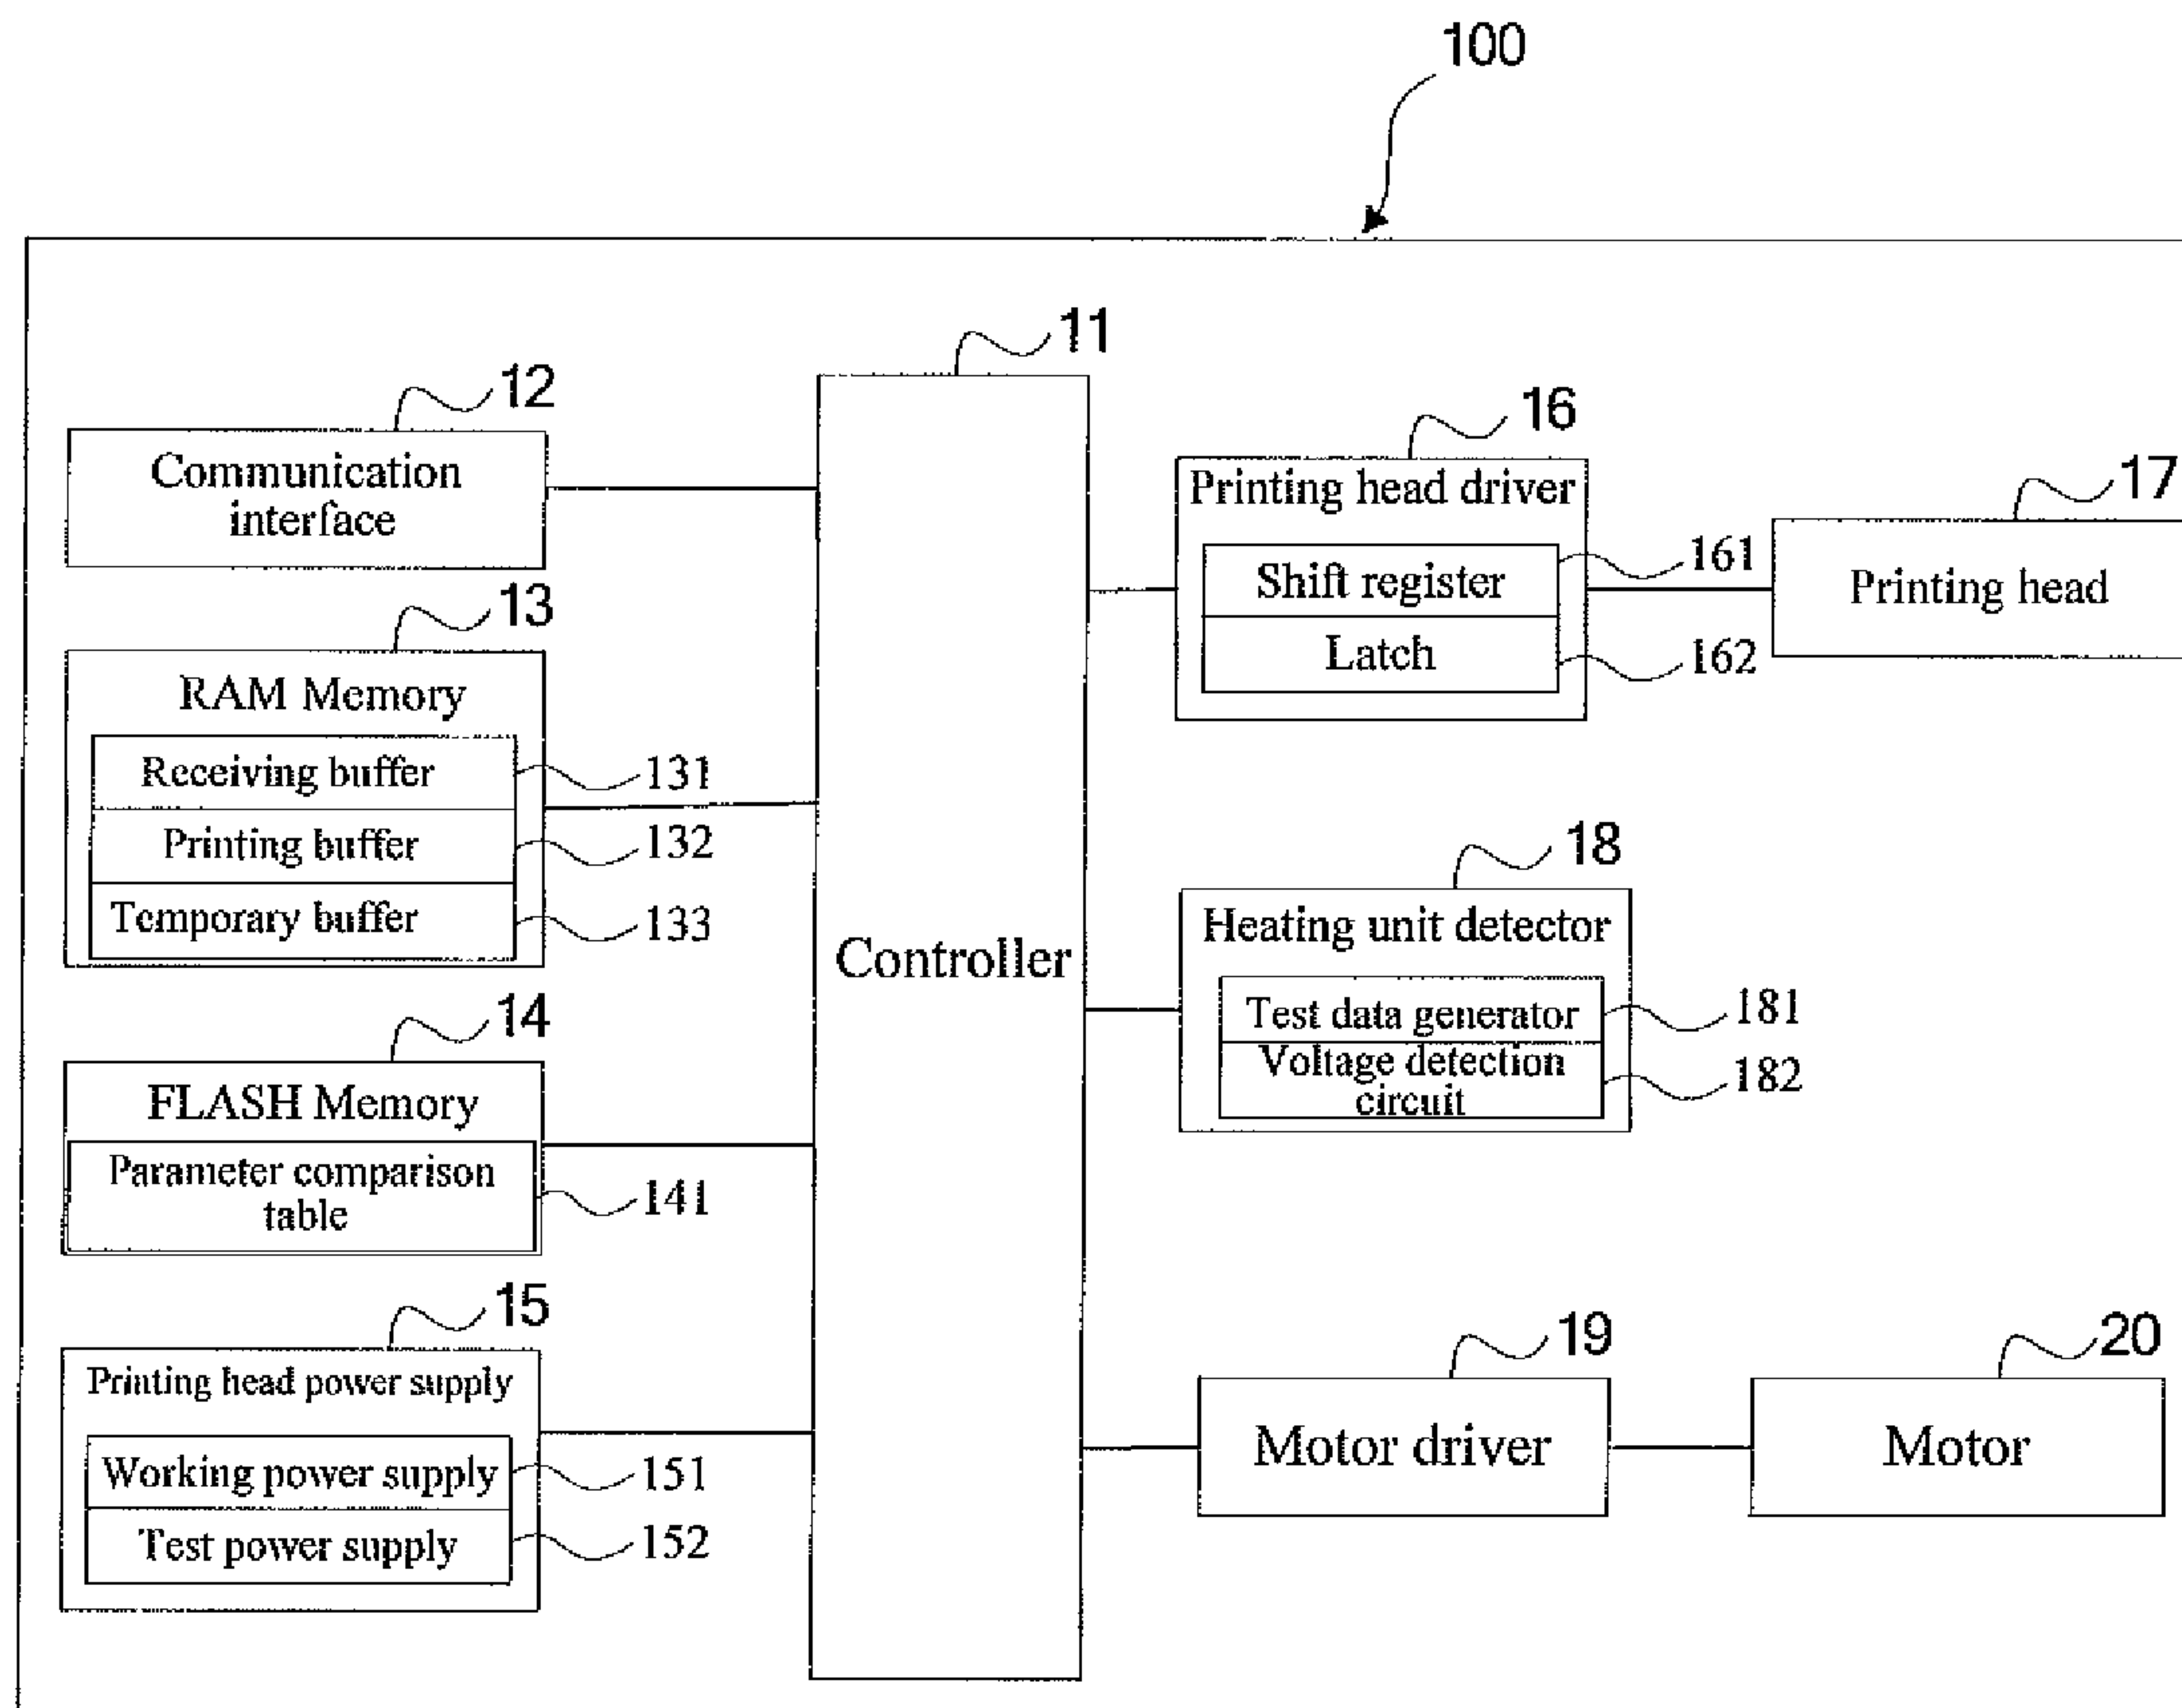 100
11
12
Communication
interface
13
RAM Memory
Receiving buffer
131
Printing buffer
132
Temporary buffer
133
14
FLASH Memory
Parameter comparison
table
141
15
Printing head power supply
Working power supply
151
Test power supply
152
Controller
16
Printing head driver
Shift register
161
Latch
162
17
Printing head
18
Heating unit detector
Test data generator
181
Voltage detection
circuit
182
19
Motor driver
20
Motor